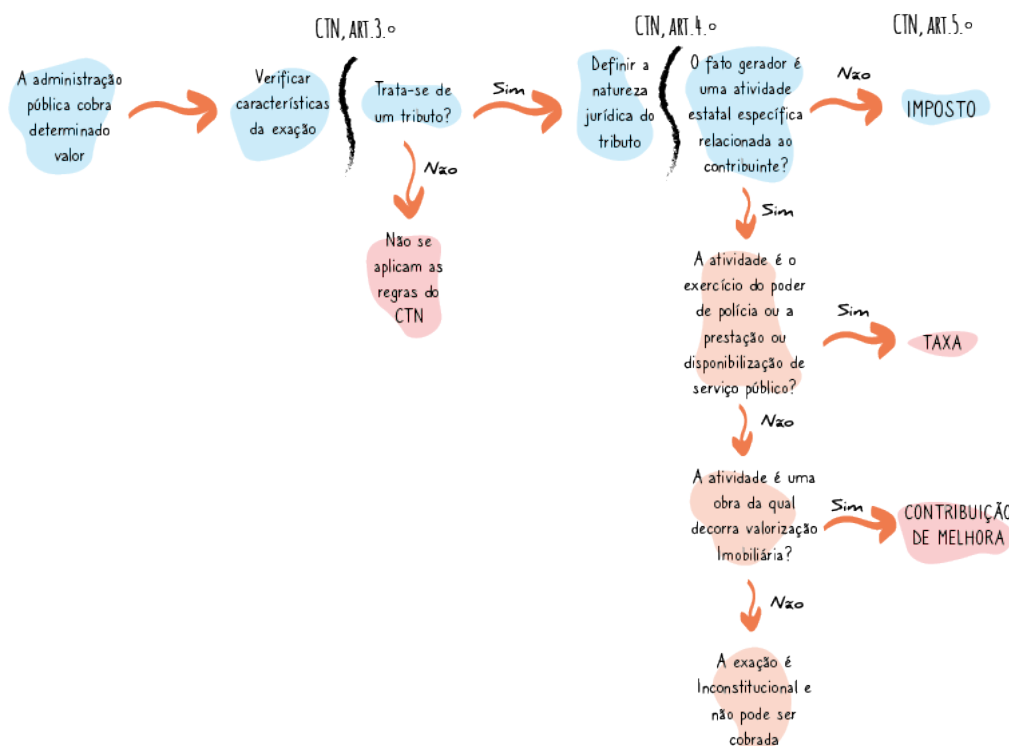 CTN, ART.3.º
CTN, ART.4.º
CTN, ART.5.º
A administração
pública cobra
determinado
valor
Verificar
características
da exação
Trata-se de
um tributo?
Sim
Definir a
natureza
jurídica do
tributo
O fato gerador é
uma atividade
estatal específica
relacionada ao
contribuinte?
Não
IMPOSTO
Não
Não se
aplicam as
regras do
CTN
Sim
A atividade é o
exercício do poder
de polícia ou a
prestação ou
disponibilização de
serviço público?
Sim
TAXA
Não
A atividade é uma
obra da qual
decorra valorização
Imobiliária?
Sim
CONTRIBUIÇÃO
DE MELHORA
Não
A exação é
Inconstitucional e
não pode ser
cobrada